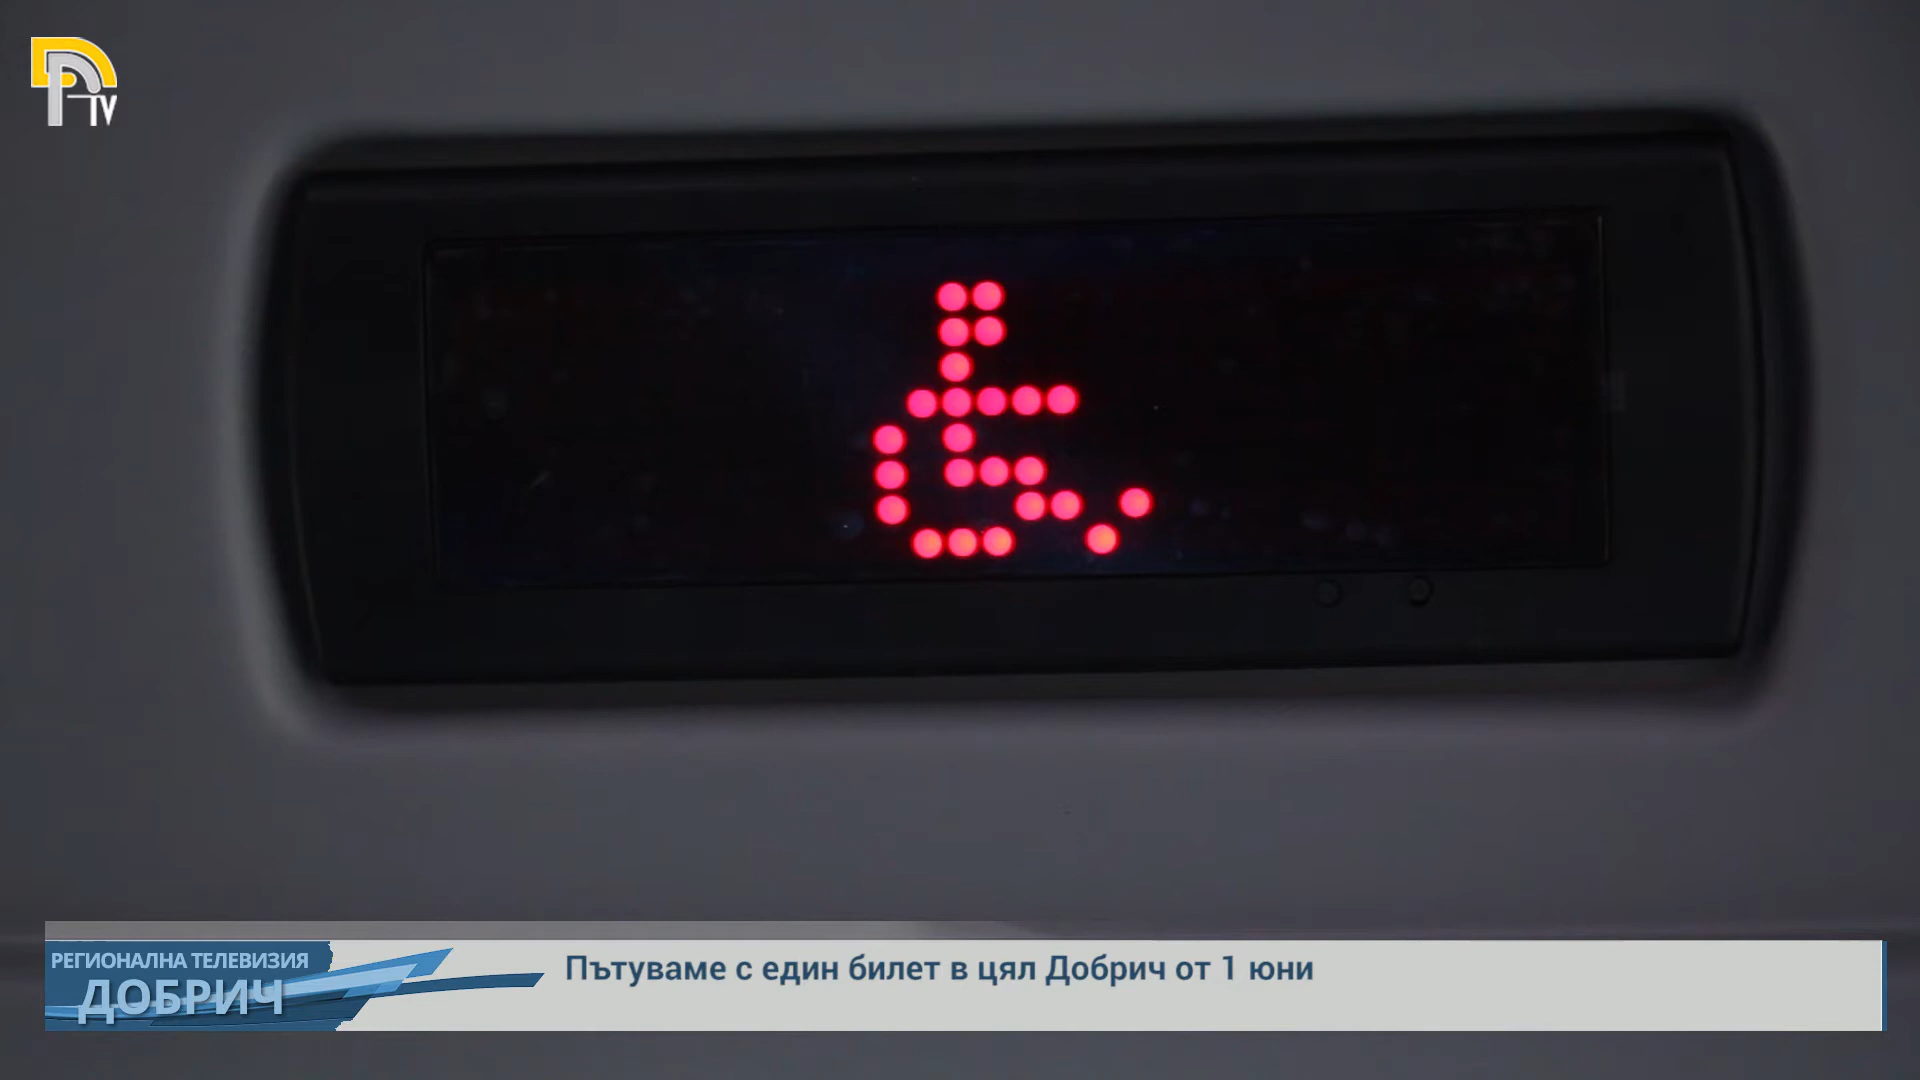 TV
РЕГИОНАЛНА ТЕЛЕВИЗИЯ
ДОБРИЧ
Пътуваме с един билет в цял Добрич от 1 юни